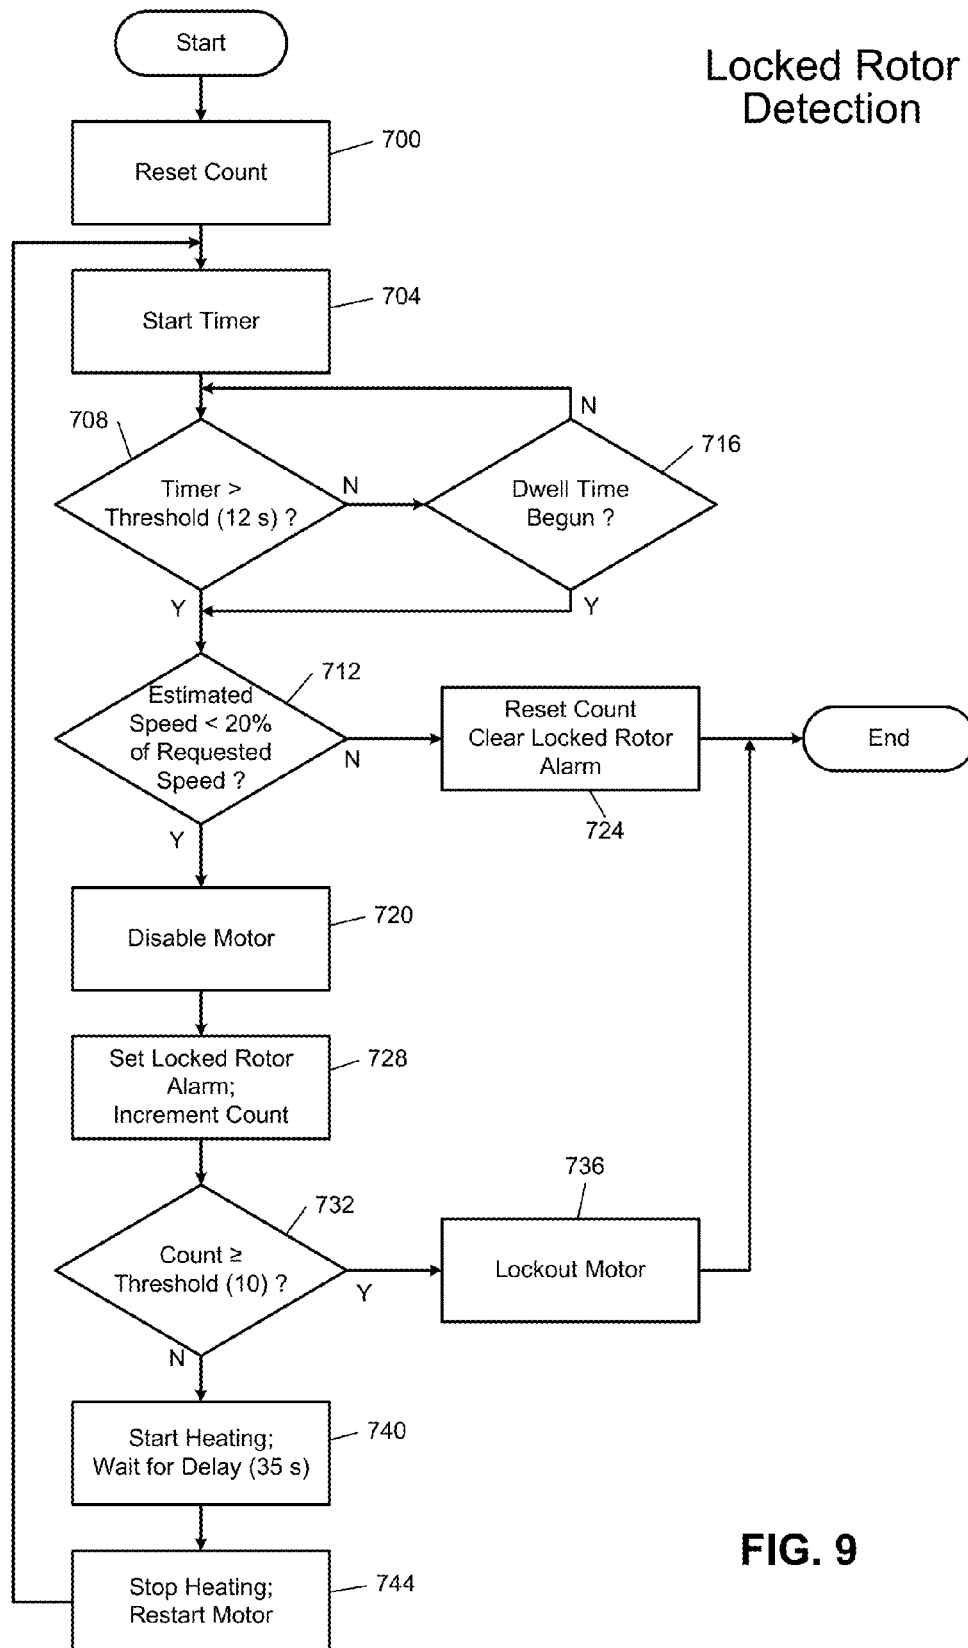 Start
Locked Rotor
Detection
700
Reset Count
704
Start Timer
708
Timer >
Threshold (12 s) ?
N
Y
716
Dwell Time
Begun ?
N
Y
712
Estimated
Speed < 20%
of Requested
Speed ?
N
Y
Reset Count
Clear Locked Rotor
Alarm
724
End
720
Disable Motor
728
Set Locked Rotor
Alarm;
Increment Count
732
Count ≥
Threshold (10) ?
Y
N
736
Lockout Motor
740
Start Heating;
Wait for Delay (35 s)
744
Stop Heating;
Restart Motor
FIG. 9